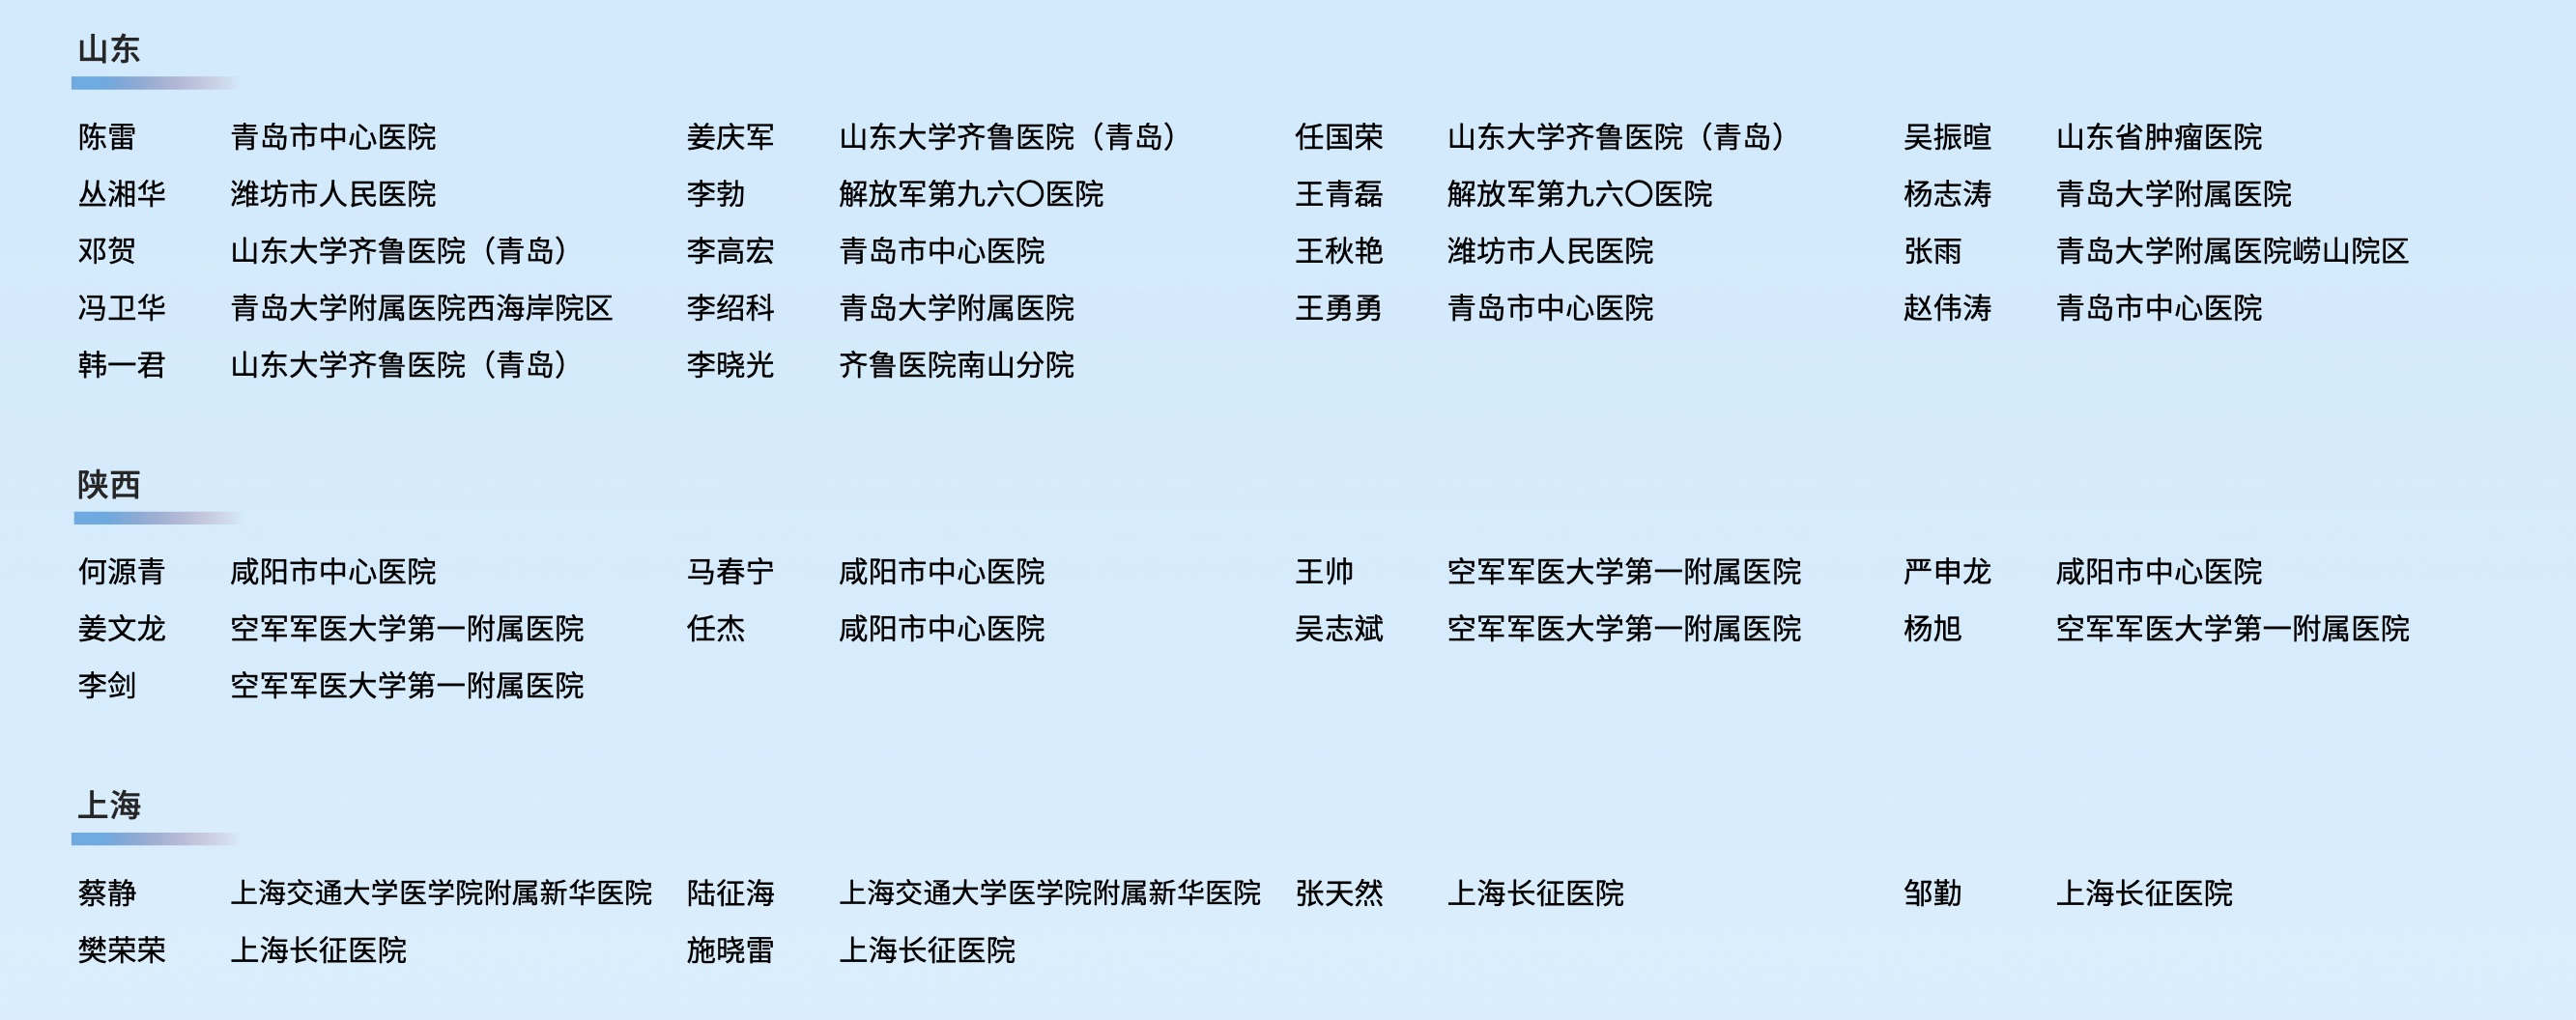 山东
陈雷 青岛市中心医院 姜庆军 山东大学齐鲁医院（青岛） 任国荣 山东大学齐鲁医院（青岛） 吴振暄 山东省肿瘤医院
丛湘华 潍坊市人民医院 李勃 解放军第九六〇医院 王青磊 解放军第九六〇医院 杨志涛 青岛大学附属医院
邓贺 山东大学齐鲁医院（青岛） 李高宏 青岛市中心医院 王秋艳 潍坊市人民医院 张雨 青岛大学附属医院崂山院区
冯卫华 青岛大学附属医院西海岸院区 李绍科 青岛大学附属医院 王勇勇 青岛市中心医院 赵伟涛 青岛市中心医院
韩一君 山东大学齐鲁医院（青岛） 李晓光 齐鲁医院南山分院
陕西
何源青 咸阳市中心医院 马春宁 咸阳市中心医院 王帅 空军军医大学第一附属医院 严申龙 咸阳市中心医院
姜文龙 空军军医大学第一附属医院 任杰 咸阳市中心医院 吴志斌 空军军医大学第一附属医院 杨旭 空军军医大学第一附属医院
李剑 空军军医大学第一附属医院
上海
蔡静 上海交通大学医学院附属新华医院 陆征海 上海交通大学医学院附属新华医院 张天然 上海长征医院 邹勤 上海长征医院
樊荣荣 上海长征医院 施晓雷 上海长征医院